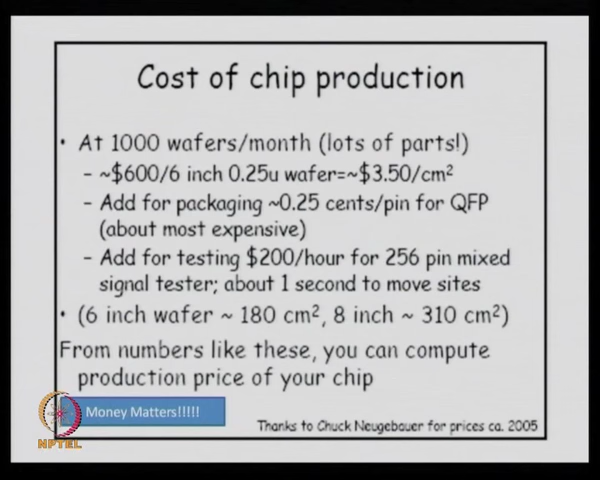 Cost of chip production
• At 1000 wafers/month (lots of parts!)
– ~$600/6 inch 0.25u wafer=~$3.50/cm²
– Add for packaging ~0.25 cents/pin for QFP
(about most expensive)
– Add for testing $200/hour for 256 pin mixed
signal tester; about 1 second to move sites
• (6 inch wafer ~ 180 cm², 8 inch ~ 310 cm²)
From numbers like these, you can compute
production price of your chip
Money Matters!!!!!
Thanks to Chuck Neugebauer for prices ca. 2005
NPTEL